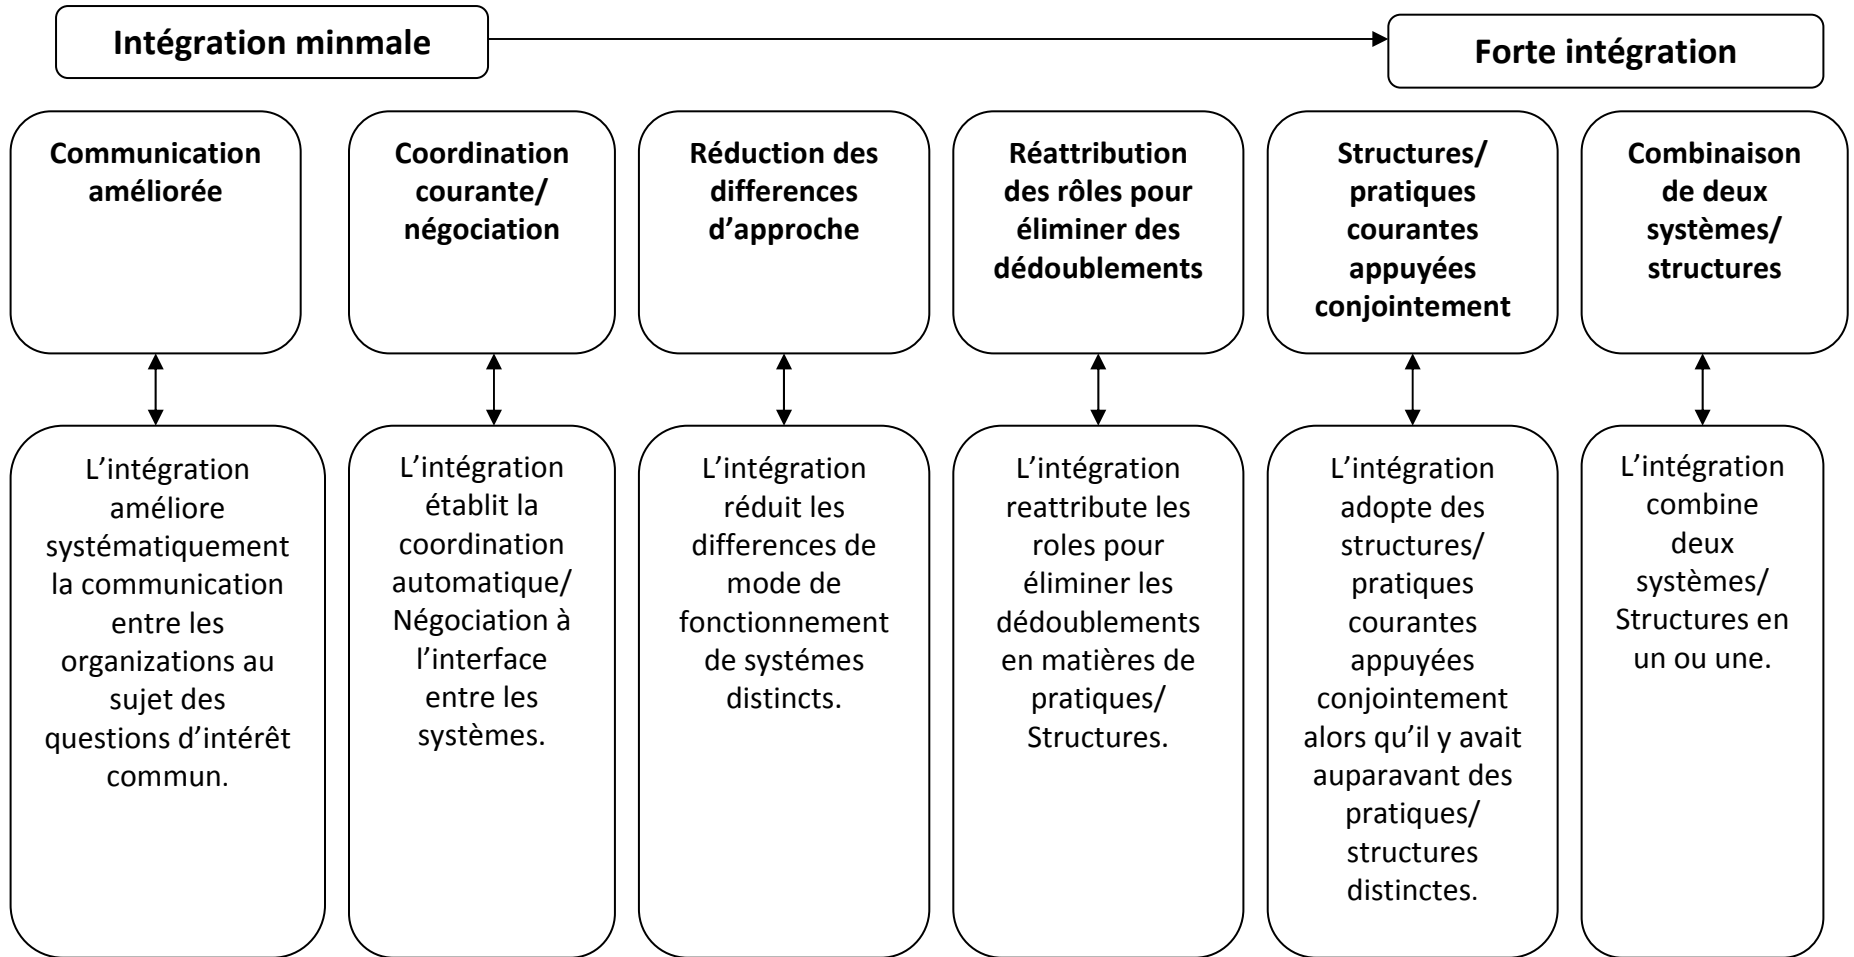 Intégration minmale
Forte intégration
Communication
améliorée
Coordination
courante/
négociation
Réduction des
differences
d’approche
Réattribution
des rôles pour
éliminer des
dédoublements
Structures/
pratiques
courantes
appuyées
conjointement
Combinaison
de deux
systèmes/
structures
L’intégration
améliore
systématiquement
la communication
entre les
organizations au
sujet des
questions d’intérêt
commun.
L’intégration
établit la
coordination
automatique/
Négociation à
l’interface
entre les
systèmes.
L’intégration
réduit les
differences de
mode de
fonctionnement
de systémes
distincts.
L’intégration
reattribute les
roles pour
éliminer les
dédoublements
en matières de
pratiques/
Structures.
L’intégration
adopte des
structures/
pratiques
courantes
appuyées
conjointement
alors qu’il y avait
auparavant des
pratiques/
structures
distinctes.
L’intégration
combine
deux
systèmes/
Structures en
un ou une.